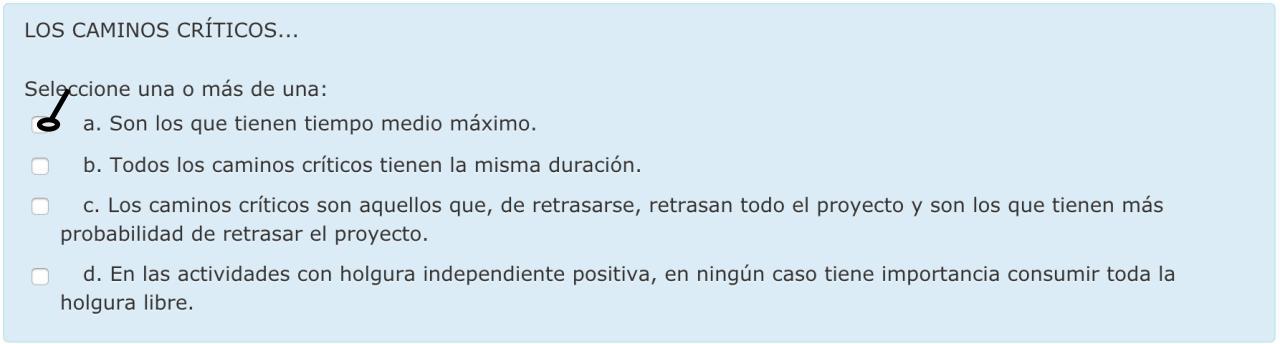 LOS CAMINOS CRÍTICOS...
Seleccione una o más de una:
a. Son los que tienen tiempo medio máximo.
b. Todos los caminos críticos tienen la misma duración.
c. Los caminos críticos son aquellos que, de retrasarse, retrasan todo el proyecto y son los que tienen más
probabilidad de retrasar el proyecto.
d. En las actividades con holgura independiente positiva, en ningún caso tiene importancia consumir toda la
holgura libre.